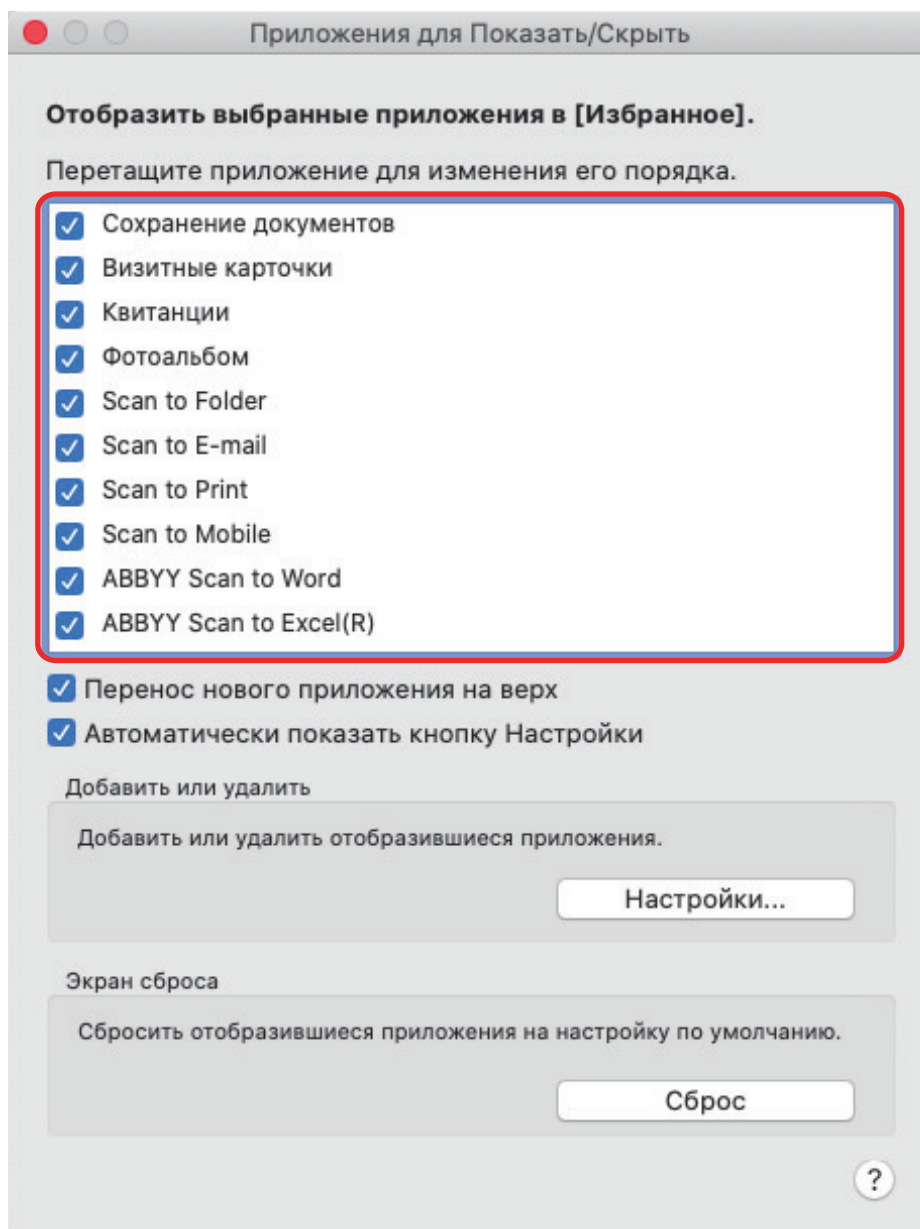 Приложения для Показать/Скрыть
Отобразить выбранные приложения в [Избранное].
Перетащите приложение для изменения его порядка.
Сохранение документов
Визитные карточки
Квитанции
Фотоальбом
Scan to Folder
Scan to E-mail
Scan to Print
Scan to Mobile
ABBYY Scan to Word
ABBYY Scan to Excel(R)
Перенос нового приложения на верх
Автоматически показать кнопку Настройки
Добавить или удалить
Добавить или удалить отобразившиеся приложения.
Настройки...
Экран сброса
Сбросить отобразившиеся приложения на настройку по умолчанию.
Сброс
?